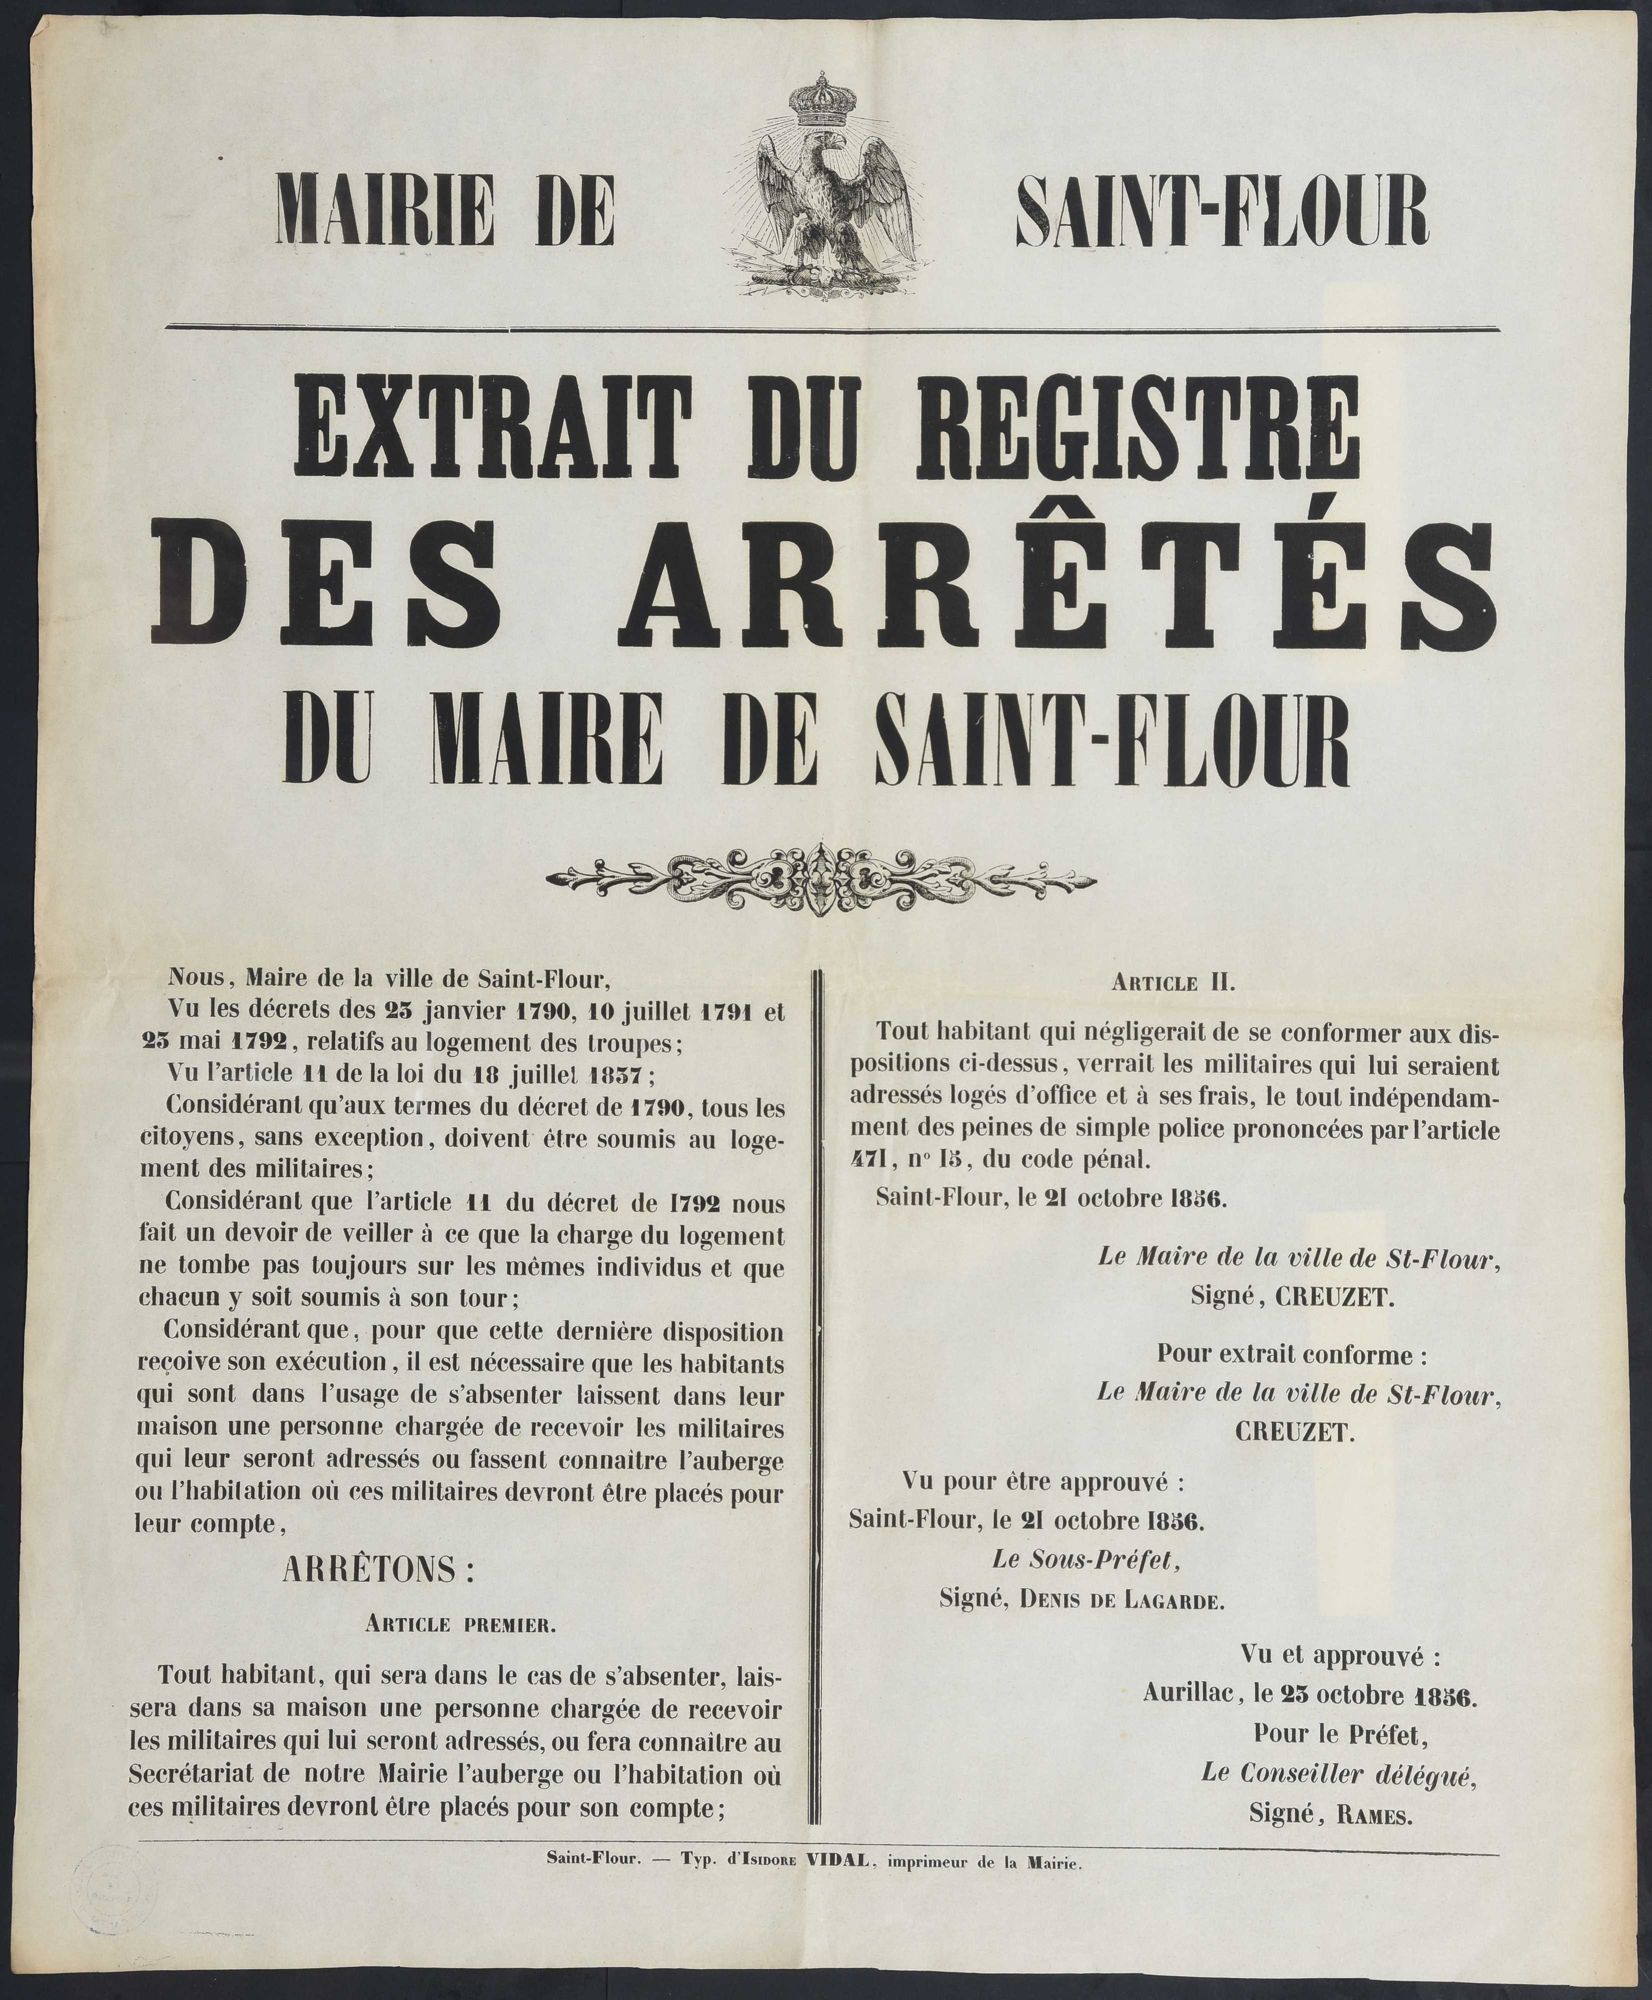 MAIRIE DE SAINT-FLOUR
EXTRAIT DU REGISTRE
DES ARRÊTÉS
DU MAIRE DE SAINT-FLOUR
Nous, Maire de la ville de Saint-Flour,
Vu les décrets des 23 janvier 1790, 10 juillet 1791 et
23 mai 1792, relatifs au logement des troupes;
Vu l'article 11 de la loi du 18 juillet 1837;
Considérant qu'aux termes du décret de 1790, tous les
citoyens, sans exception, doivent être soumis au loge-
ment des militaires;
Considérant que l'article 11 du décret de 1792 nous
fait un devoir de veiller à ce que la charge du logement
ne tombe pas toujours sur les mêmes individus et que
chacun y soit soumis à son tour;
Considérant que, pour que cette dernière disposition
reçoive son exécution, il est nécessaire que les habitants
qui sont dans l'usage de s'absenter laissent dans leur
maison une personne chargée de recevoir les militaires
qui leur seront adressés ou fassent connaître l'auberge
ou l'habitation où ces militaires devront être placés pour
leur compte,
ARRÊTONS :
ARTICLE PREMIER.
Tout habitant, qui sera dans le cas de s'absenter, lais-
sera dans sa maison une personne chargée de recevoir
les militaires qui lui seront adressés, ou fera connaître au
Secrétariat de notre Mairie l'auberge ou l'habitation où
ces militaires devront être placés pour son compte;
ARTICLE II.
Tout habitant qui négligerait de se conformer aux dis-
positions ci-dessus, verrait les militaires qui lui seraient
adressés logés d'office et à ses frais, le tout indépendam-
ment des peines de simple police prononcées par l'article
471, n° 15, du code pénal.
Saint-Flour, le 21 octobre 1856.
Le Maire de la ville de St-Flour,
Signé, CREUZET.
Pour extrait conforme :
Le Maire de la ville de St-Flour,
CREUZET.
Vu pour être approuvé :
Saint-Flour, le 21 octobre 1856.
Le Sous-Préfet,
Signé, DENIS DE LAGARDE.
Vu et approuvé :
Aurillac, le 23 octobre 1856.
Pour le Préfet,
Le Conseiller délégué,
Signé, RAMES.
Saint-Flour. — Typ. d'ISIDORE VIDAL, imprimeur de la Mairie.